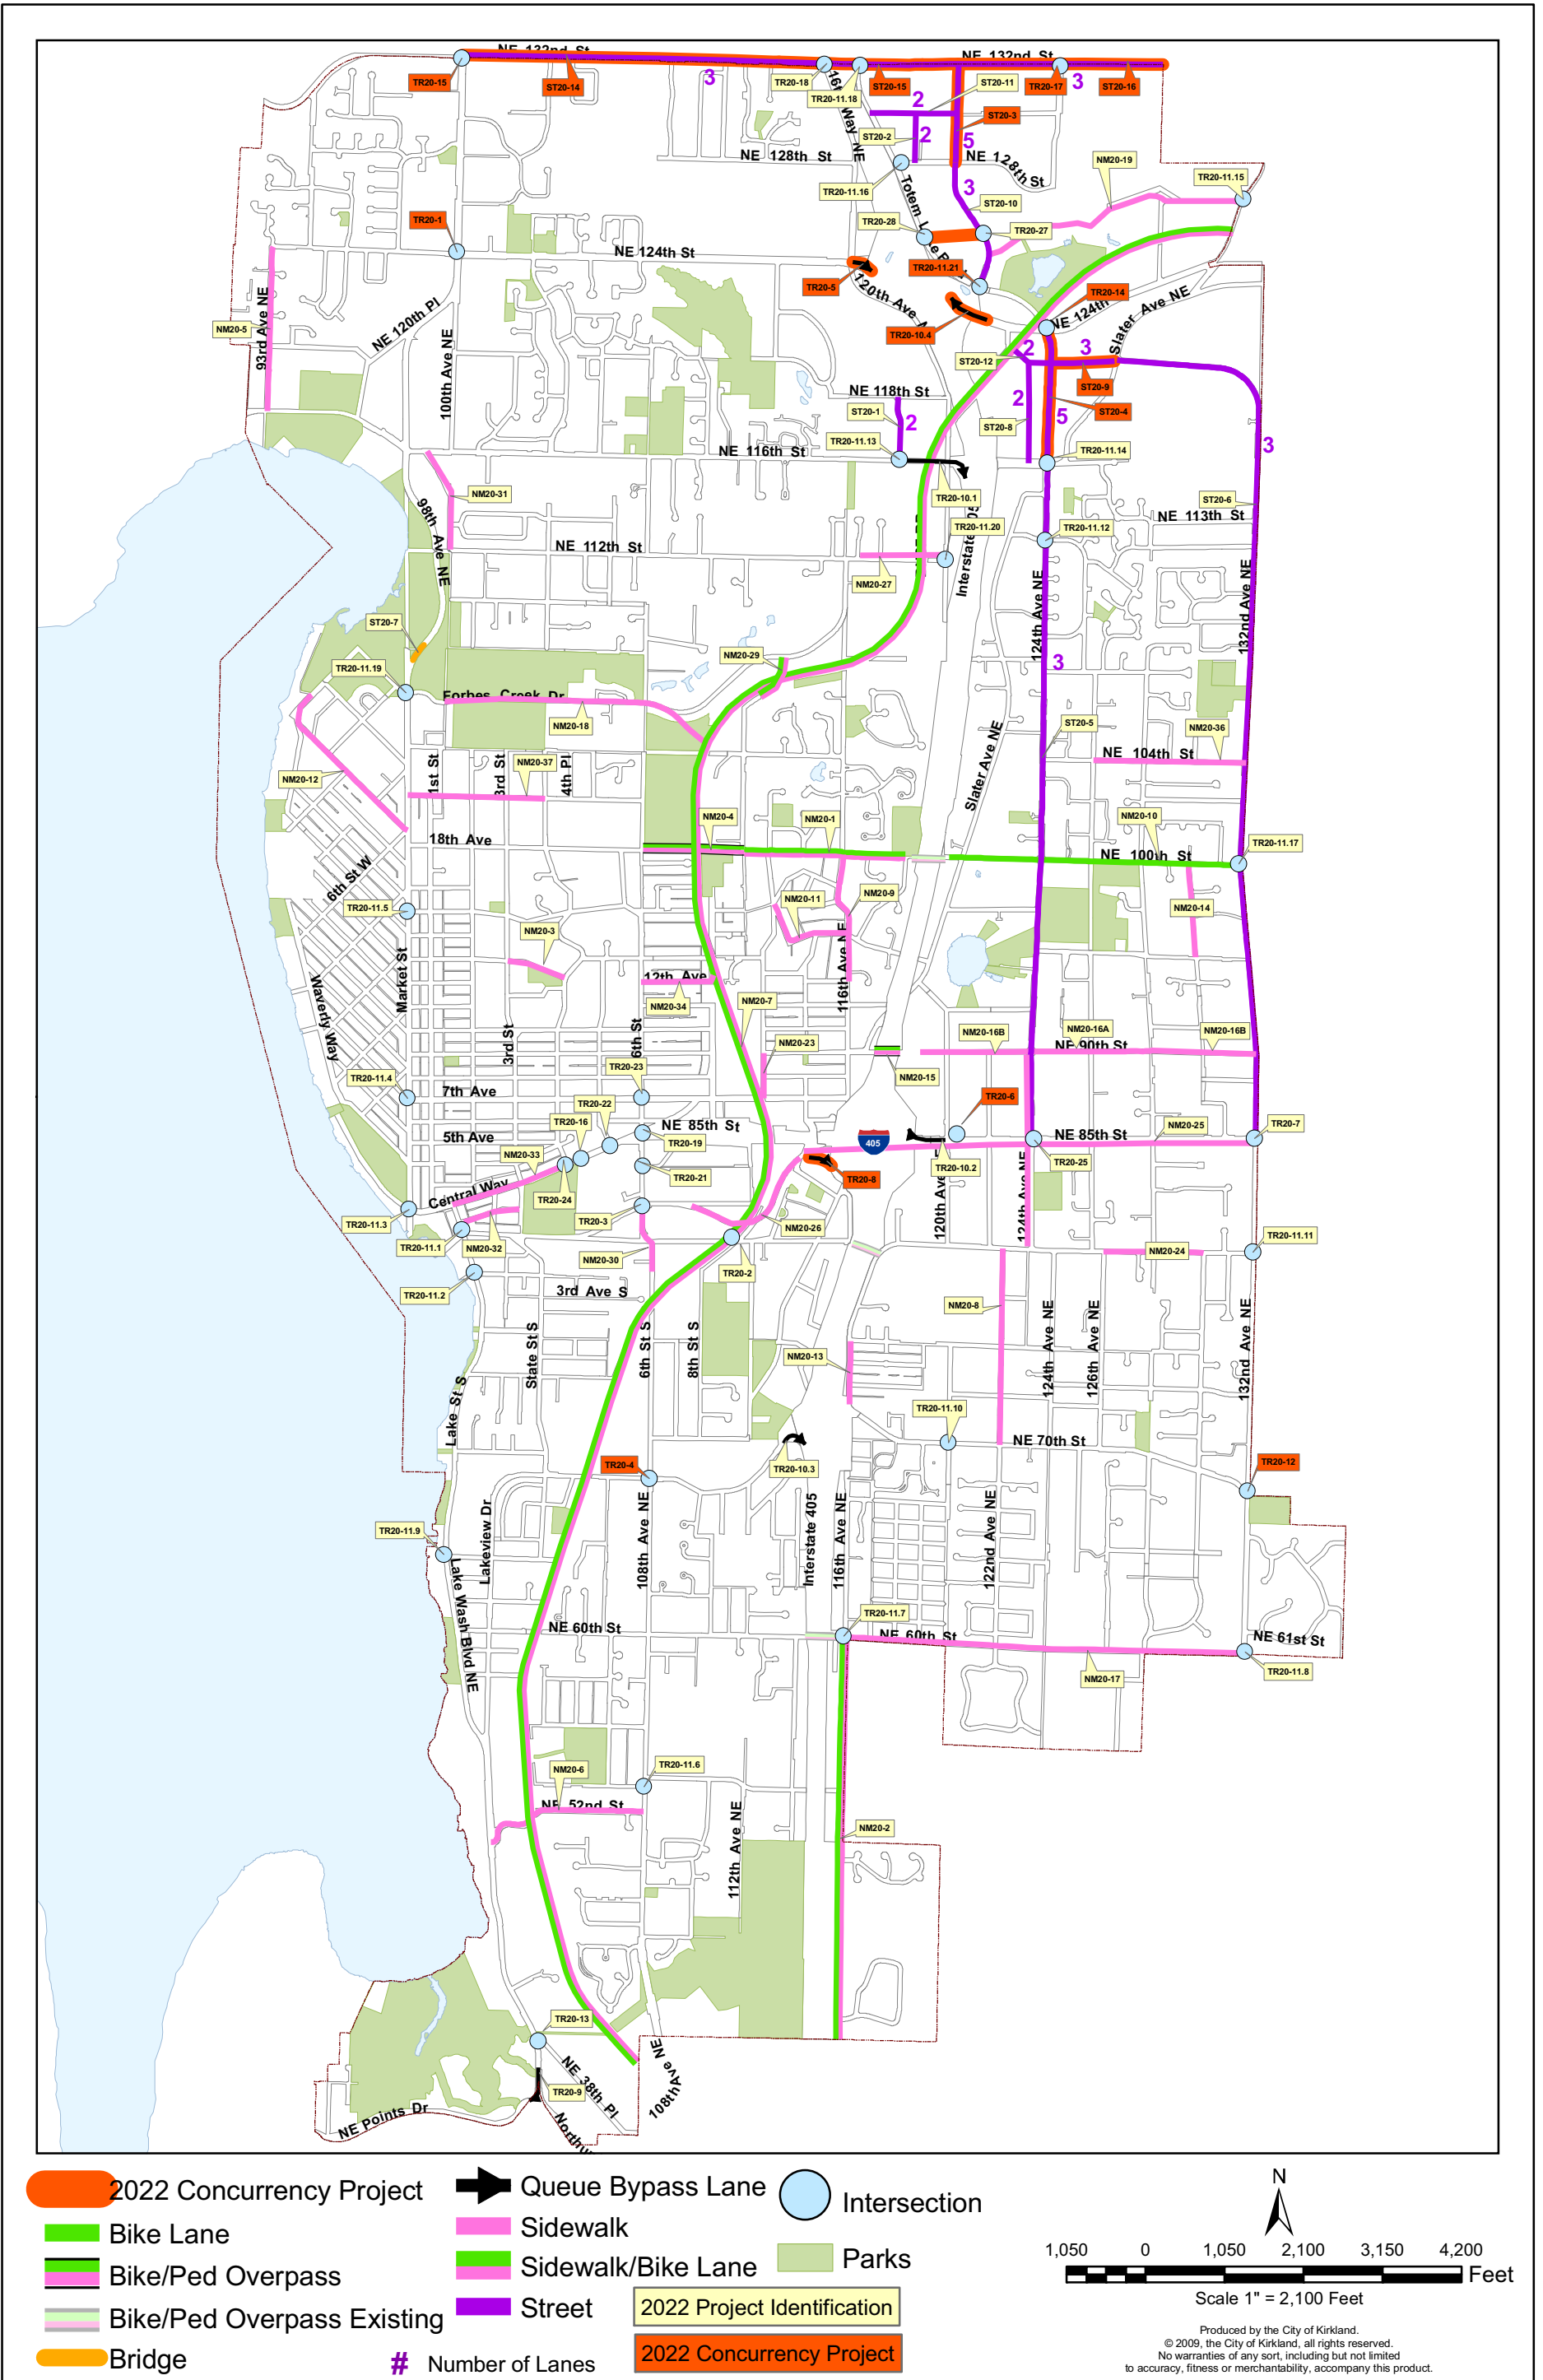 NE 132nd St
NE 132nd St
TR20-15
ST20-14
3
TR20-18
TR20-11.18
ST20-15
ST20-11
TR20-17
3
ST20-16
2
ST20-3
ST20-2
2
5
NE 128th St
NE 128th St
NM20-19
TR20-11.16
TR20-11.15
3
ST20-10
TR20-1
TR20-28
TR20-27
NE 124th St
TR20-11.21
TR20-5
120th Ave N
TR20-14
NE 124th
Slater Ave NE
TR20-10.4
NM20-5
93rd Ave NE
NE 120th Pl
100th Ave NE
ST20-12
2
3
ST20-9
NE 118th St
ST20-1
2
2
ST20-4
5
ST20-8
TR20-11.13
NE 116th St
TR20-11.14
3
NM20-31
TR20-10.1
ST20-6
98th Ave NE
TR20-11.20
TR20-11.12
NE 113th St
NE 112th St
NM20-27
Interstate 405
124th Ave NE
132nd Ave NE
ST20-7
NM20-29
TR20-11.19
3
Forbes Creek Dr
NM20-18
ST20-5
NM20-36
NE 104th St
NM20-12
1st St
3rd St
NM20-37
4th Pl
Slater Ave NE
18th Ave
NM20-4
NM20-1
NM20-10
NE 100th St
TR20-11.17
6th St W
TR20-11.5
NM20-11
NM20-9
NM20-14
NM20-3
Market St
116th Ave NE
12th Ave
NM20-34
Waverly Way
NM20-7
3rd St
6th St
NM20-23
NM20-16B
NM20-16A
NM20-16B
NE 90th St
NM20-15
TR20-11.4
TR20-23
7th Ave
TR20-22
TR20-6
TR20-16
5th Ave
NE 85th St
TR20-19
405
NE 85th St
NM20-25
TR20-7
NM20-33
TR20-21
TR20-10.2
TR20-25
TR20-8
Central Way
TR20-24
TR20-3
120th Ave
124th Ave NE
TR20-11.3
TR20-11.1
NM20-32
NM20-26
NM20-30
NM20-24
TR20-11.11
TR20-2
TR20-11.2
3rd Ave S
NM20-8
State St S
6th St S
8th St S
NM20-13
124th Ave NE
126th Ave NE
132nd Ave NE
Lake St S
TR20-11.10
NE 70th St
TR20-4
TR20-10.3
TR20-12
Lakeview Dr
108th Ave NE
Interstate 405
116th Ave NE
122nd Ave NE
TR20-11.9
Lake Wash Blvd NE
NE 60th St
TR20-11.7
NE 60th St
NE 61st St
NM20-17
TR20-11.8
NM20-6
TR20-11.6
NE 52nd St
112th Ave NE
NM20-2
TR20-13
NE 38th Pl
108th Ave NE
TR20-9
NE Points Dr
2022 Concurrency Project
Queue Bypass Lane
Intersection
Bike Lane
Sidewalk
Bike/Ped Overpass
Sidewalk/Bike Lane
Parks
Bike/Ped Overpass Existing
Street
2022 Project Identification
Bridge
# Number of Lanes
2022 Concurrency Project
N
1,050 0 1,050 2,100 3,150 4,200
Feet
Scale 1" = 2,100 Feet
Produced by the City of Kirkland.
© 2009, the City of Kirkland, all rights reserved.
No warranties of any sort, including but not limited
to accuracy, fitness or merchantability, accompany this product.